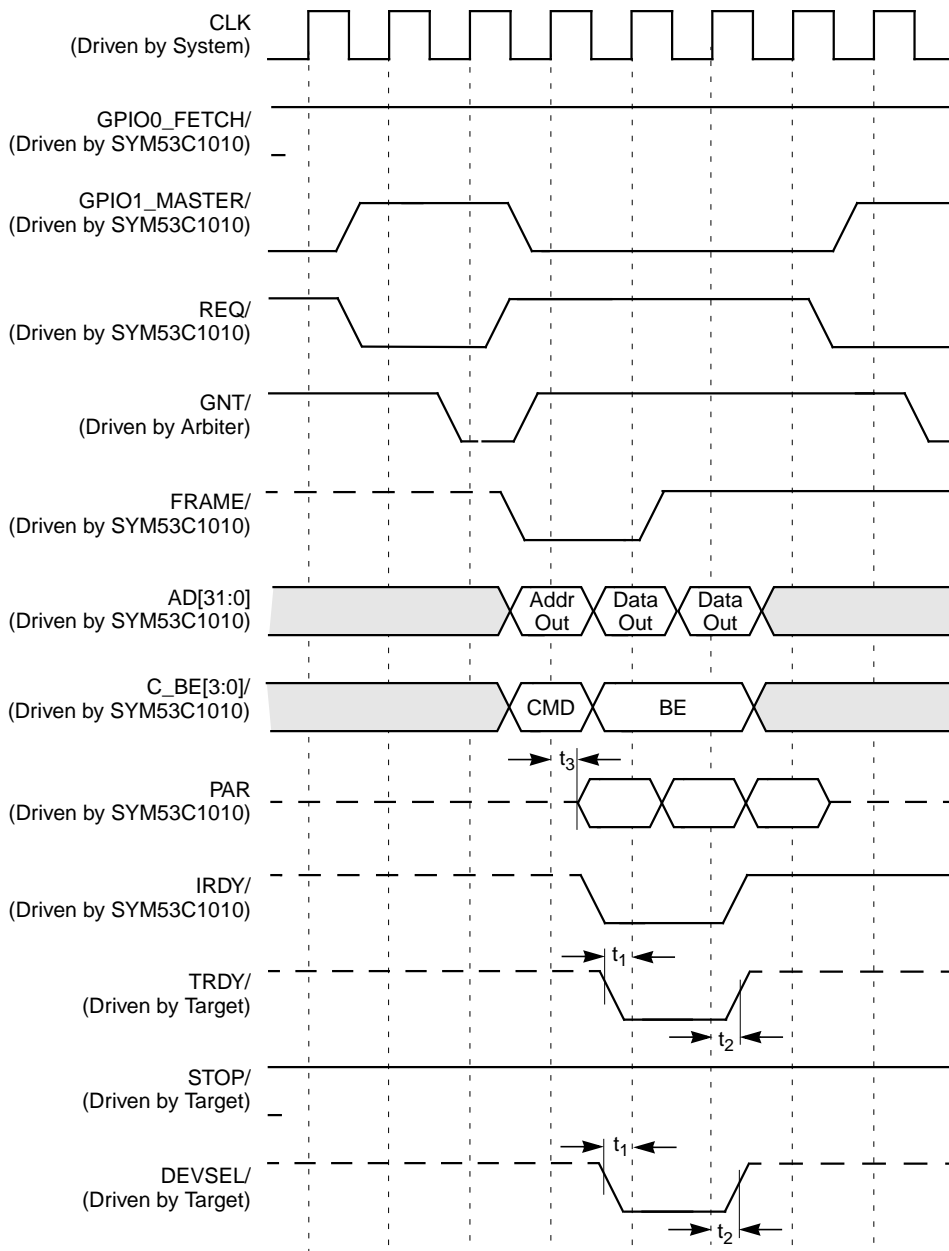 CLK
(Driven by System)
GPIO0_FETCH/
(Driven by SYM53C1010)
GPIO1_MASTER/
(Driven by SYM53C1010)
REQ/
(Driven by SYM53C1010)
GNT/
(Driven by Arbiter)
FRAME/
(Driven by SYM53C1010)
AD[31:0]
(Driven by SYM53C1010)
Addr Out
Data Out
Data Out
C_BE[3:0]/
(Driven by SYM53C1010)
CMD
BE
t3
PAR
(Driven by SYM53C1010)
IRDY/
(Driven by SYM53C1010)
t1
TRDY/
(Driven by Target)
t2
STOP/
(Driven by Target)
t1
DEVSEL/
(Driven by Target)
t2